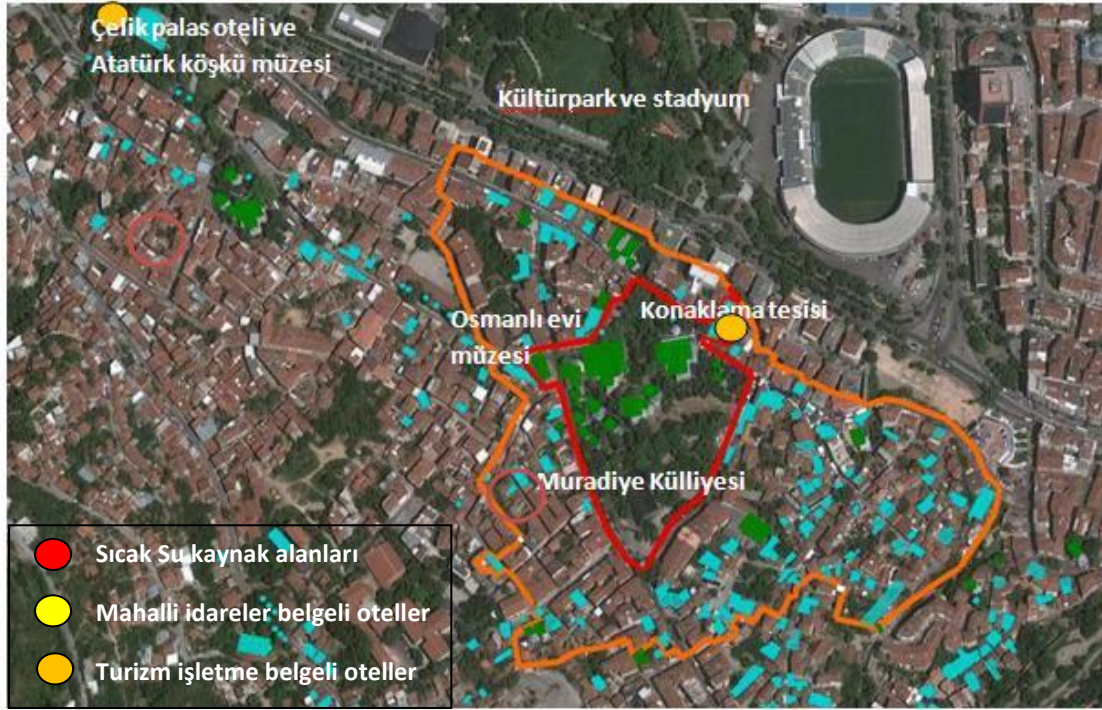 Çelik palas oteli ve
Atatürk köşkü müzesi
Kültürpark ve stadyum
Osmanlı evi
müzesi
Konaklama tesisi
Muradiye Külliyesi
Sıcak Su kaynak alanları
Mahalli idareler belgeli oteller
Turizm işletme belgeli oteller